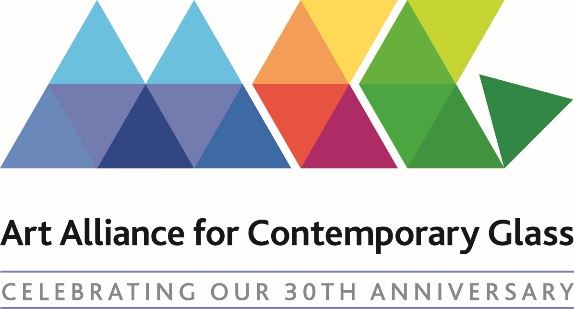 Art Alliance for Contemporary Glass
CELEBRATING OUR 30TH ANNIVERSARY